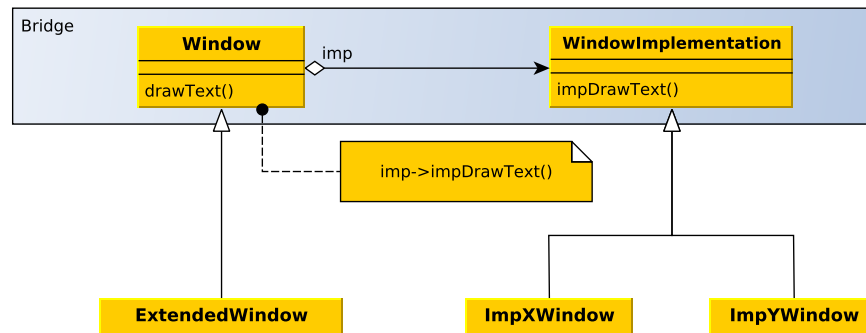 Bridge
Window
imp
WindowImplementation
drawText()
impDrawText()
imp->impDrawText()
ExtendedWindow
ImpXWindow
ImpYWindow